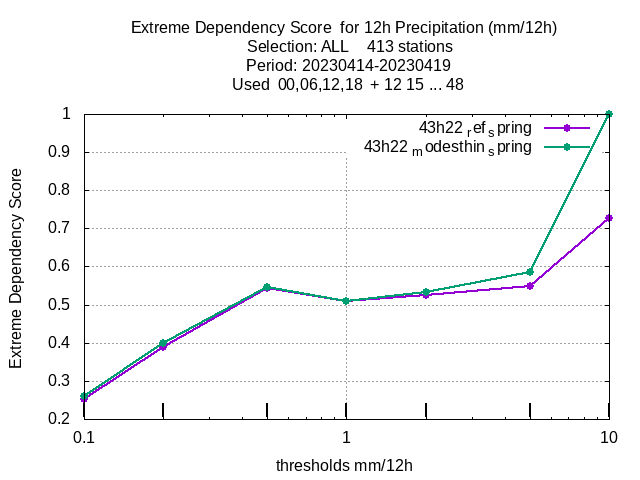 Extreme Dependency Score  for 12h Precipitation (mm/12h)
Selection: ALL    413 stations
Period: 20230414-20230419
Used  00,06,12,18  + 12 15 ... 48
43h22 ref spring
43h22 modesthin spring
1
0.9
0.8
0.7
0.6
0.5
0.4
0.3
0.2
Extreme Dependency Score
0.1
1
10
thresholds mm/12h